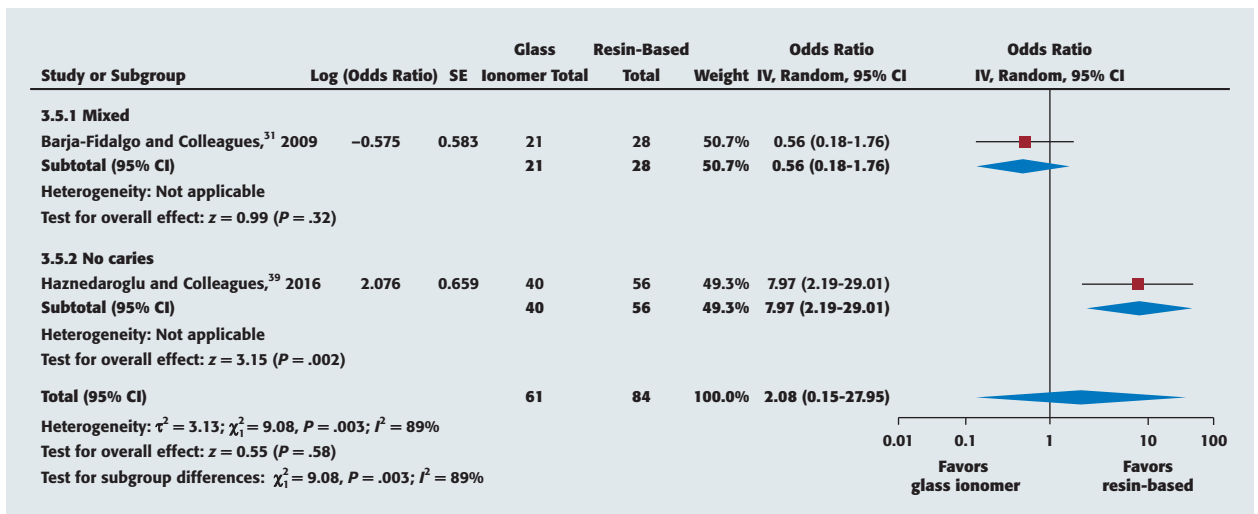 Glass Resin-Based Odds Ratio Odds Ratio
Study or Subgroup Log (Odds Ratio) SE Ionomer Total Total Weight IV, Random, 95% CI IV, Random, 95% CI
3.5.1 Mixed
Barja-Fidalgo and Colleagues,³¹ 2009 −0.575 0.583 21 28 50.7% 0.56 (0.18-1.76)
Subtotal (95% CI) 21 28 50.7% 0.56 (0.18-1.76)
Heterogeneity: Not applicable
Test for overall effect: z = 0.99 (P = .32)
3.5.2 No caries
Haznedaroglu and Colleagues,³⁹ 2016 2.076 0.659 40 56 49.3% 7.97 (2.19-29.01)
Subtotal (95% CI) 40 56 49.3% 7.97 (2.19-29.01)
Heterogeneity: Not applicable
Test for overall effect: z = 3.15 (P = .002)
Total (95% CI) 61 84 100.0% 2.08 (0.15-27.95)
Heterogeneity: τ² = 3.13; χ²₁ = 9.08, P = .003; I² = 89%
Test for overall effect: z = 0.55 (P = .58)
Test for subgroup differences: χ²₁ = 9.08, P = .003; I² = 89%
0.01 0.1 1 10 100
Favors Favors
glass ionomer resin-based